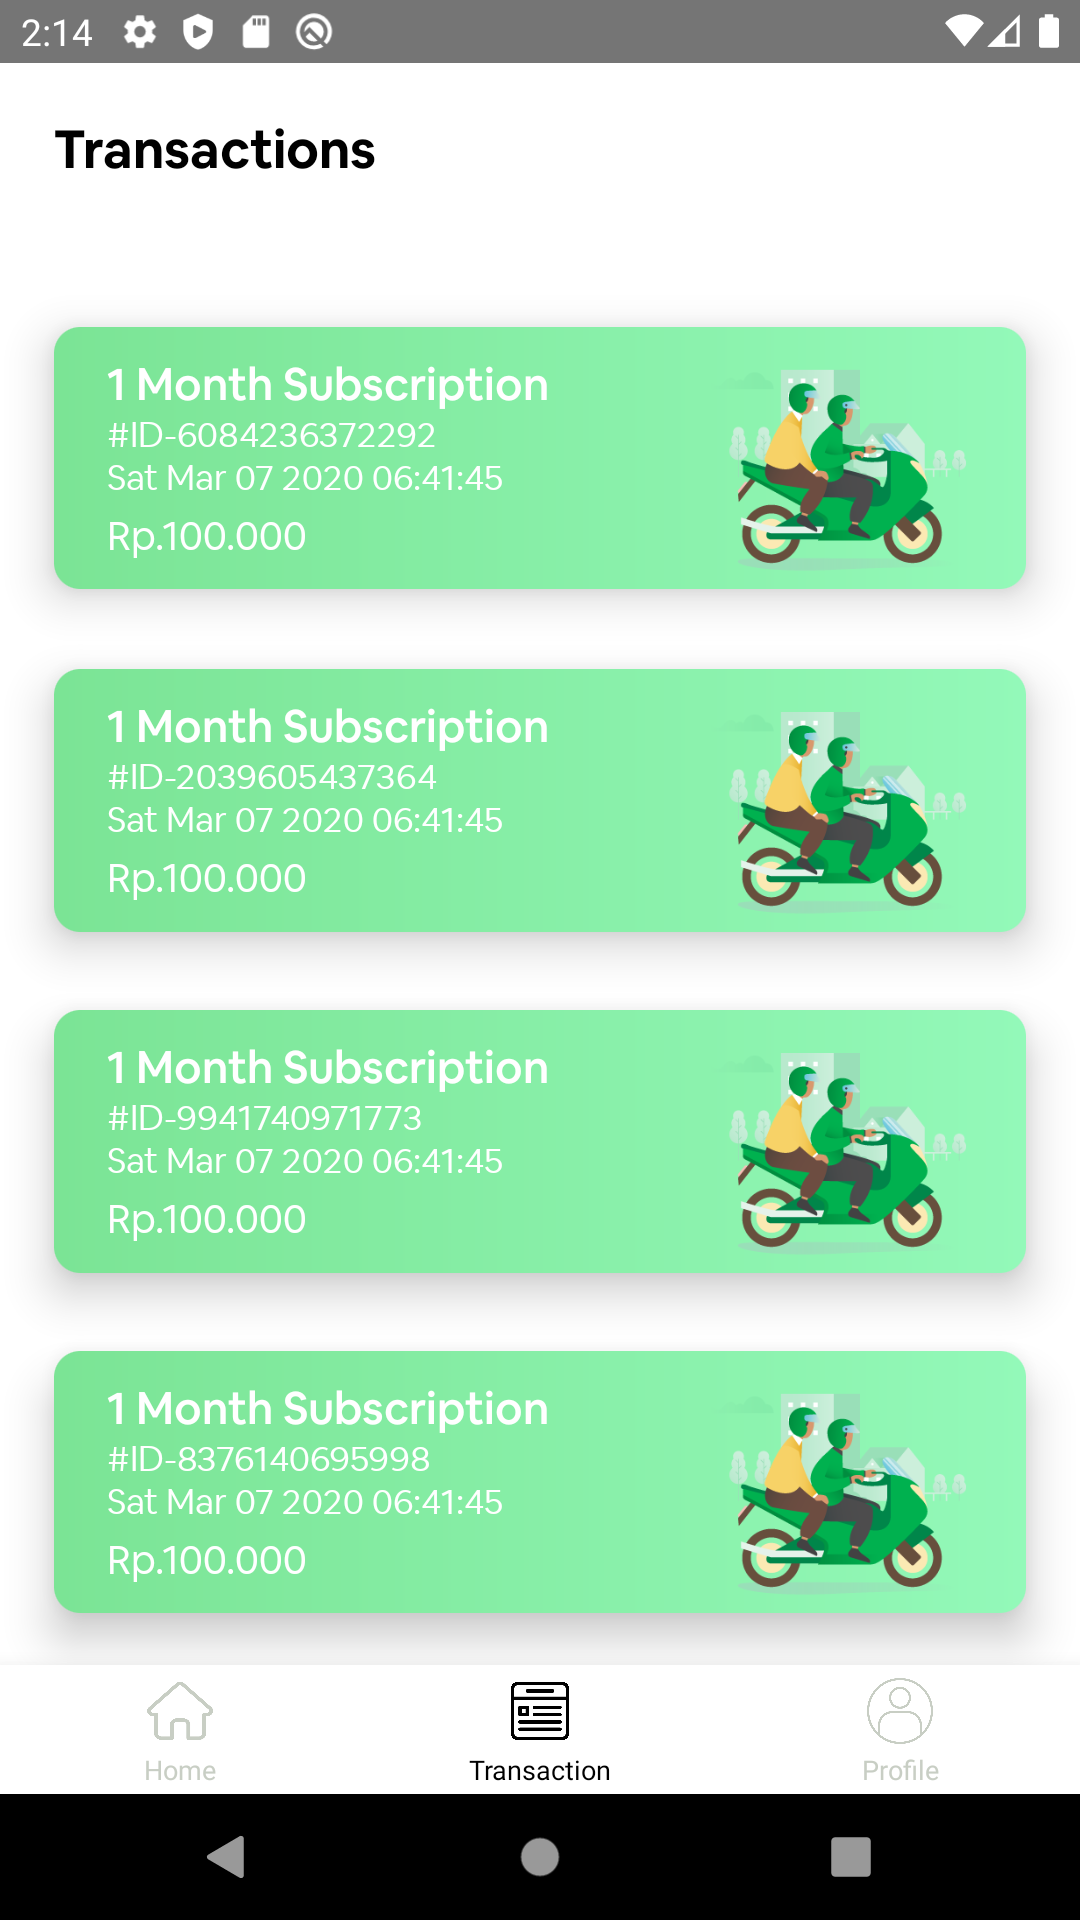 2:14
Transactions
1 Month Subscription
#ID-6084236372292
Sat Mar 07 2020 06:41:45
Rp.100.000
1 Month Subscription
#ID-2039605437364
Sat Mar 07 2020 06:41:45
Rp.100.000
1 Month Subscription
#ID-9941740971773
Sat Mar 07 2020 06:41:45
Rp.100.000
1 Month Subscription
#ID-8376140695998
Sat Mar 07 2020 06:41:45
Rp.100.000
Home
Transaction
Profile